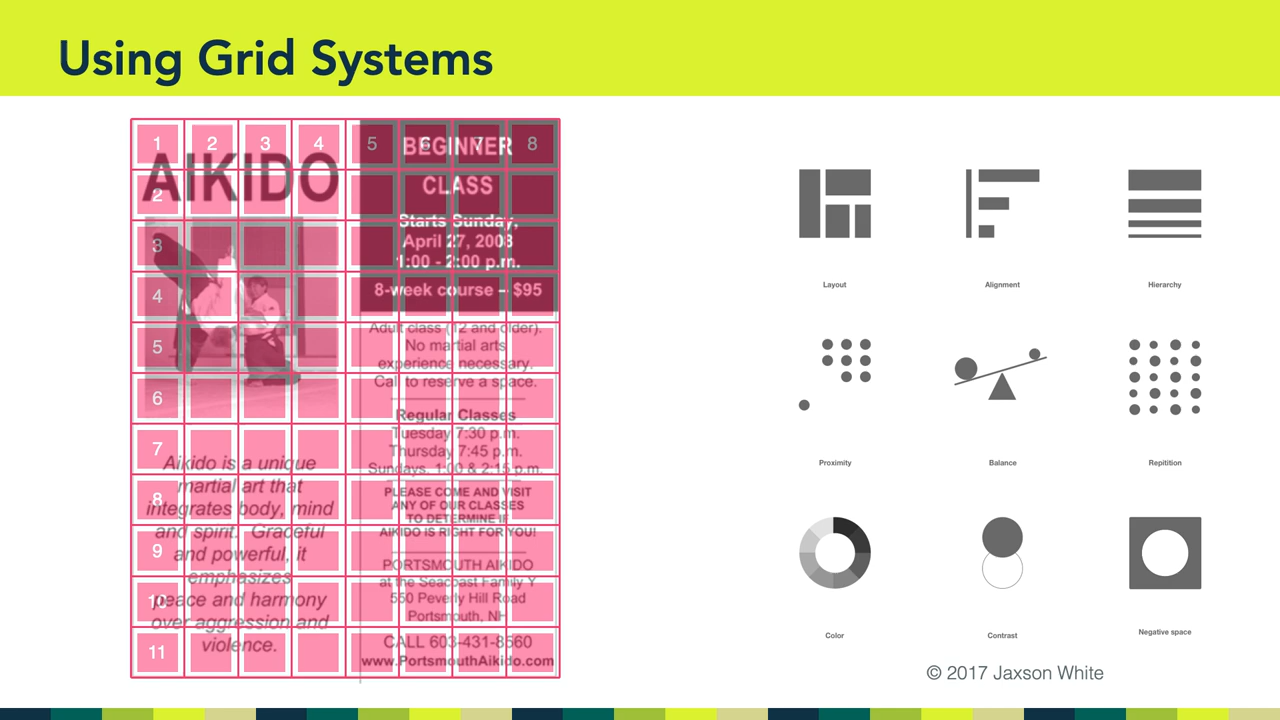 Using Grid Systems
1 2 3 4 5 6 7 8
2
3
4
5
6
7
8
9
10
11
AIKIDO
Aikido is a unique
martial art that
integrates body, mind
and spirit. Graceful
and powerful, it
emphasizes
peace and harmony
over aggression and
violence.
BEGINNER
CLASS
Starts Sunday,
April 27, 2008
1:00 - 2:00 p.m.
8-week course – $95
Adult class (12 and older).
No martial arts
experience necessary.
Call to reserve a space.
Regular Classes
Tuesday 7:30 p.m.
Thursday 7:45 p.m.
Sundays, 1:00 & 2:15 p.m.
PLEASE COME AND VISIT
ANY OF OUR CLASSES
TO DETERMINE IF
AIKIDO IS RIGHT FOR YOU!
PORTSMOUTH AIKIDO
at the Seacoast Family Y
550 Peverly Hill Road
Portsmouth, NH
CALL 603-431-8560
www.PortsmouthAikido.com
Layout
Alignment
Hierarchy
Proximity
Balance
Repitition
Color
Contrast
Negative space
© 2017 Jaxson White